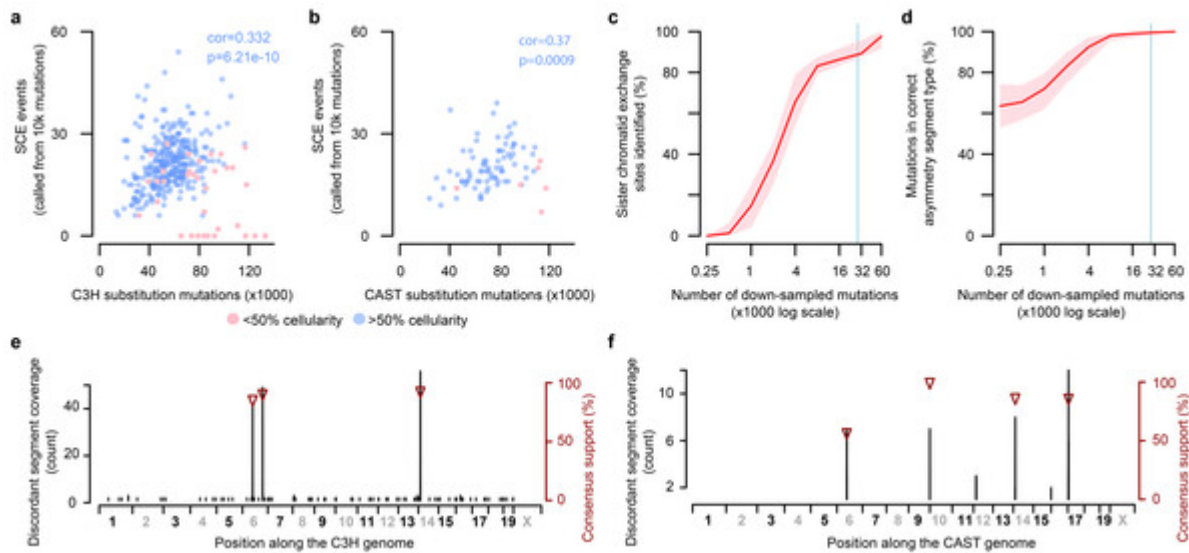 a
SCE events
(called from 10k mutations)
60
30
0
cor=0.332
p=6.21e-10
0
40
80
120
C3H substitution mutations (x1000)
b
SCE events
(called from 10k mutations)
60
30
0
cor=0.37
p=0.0009
0
40
80
120
CAST substitution mutations (x1000)
<50% cellularity
>50% cellularity
c
Sister chromatid exchange
sites identified (%)
100
80
40
0
0.25
1
4
16
32
60
Number of down-sampled mutations
(x1000 log scale)
d
Mutations in correct
asymmetry segment type (%)
100
80
40
0
0.25
1
4
16
32
60
Number of down-sampled mutations
(x1000 log scale)
e
Discordant segment coverage
(count)
40
20
0
100
50
0
Consensus support (%)
1 2 3 4 5 6 7 8 9 10 11 12 13 14 15 17 19 X
Position along the C3H genome
f
Discordant segment coverage
(count)
12
10
6
2
100
50
0
Consensus support (%)
1 2 3 4 5 6 7 8 9 10 11 12 13 14 15 17 19 X
Position along the CAST genome